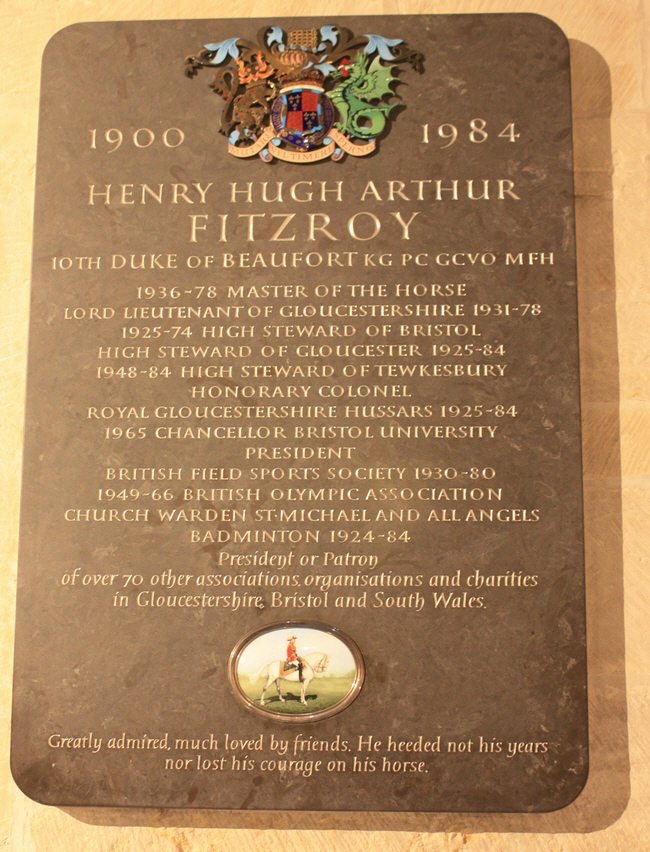 1900 1984
TIMERE
HENRY HUGH ARTHUR
FITZROY
10TH DUKE OF BEAUFORT KG PC GCVO MFH
1936-78 MASTER OF THE HORSE
LORD LIEUTENANT OF GLOUCESTERSHIRE 1931-78
1925-74 HIGH STEWARD OF BRISTOL
HIGH STEWARD OF GLOUCESTER 1925-84
1948-84 HIGH STEWARD OF TEWKESBURY
HONORARY COLONEL
ROYAL GLOUCESTERSHIRE HUSSARS 1925-84
1965 CHANCELLOR BRISTOL UNIVERSITY
PRESIDENT
BRITISH FIELD SPORTS SOCIETY 1930-80
1949-66 BRITISH OLYMPIC ASSOCIATION
CHURCH WARDEN ST·MICHAEL AND ALL ANGELS
BADMINTON 1924-84
President or Patron
of over 70 other associations, organisations and charities
in Gloucestershire, Bristol and South Wales.
Greatly admired, much loved by friends. He heeded not his years
nor lost his courage on his horse.